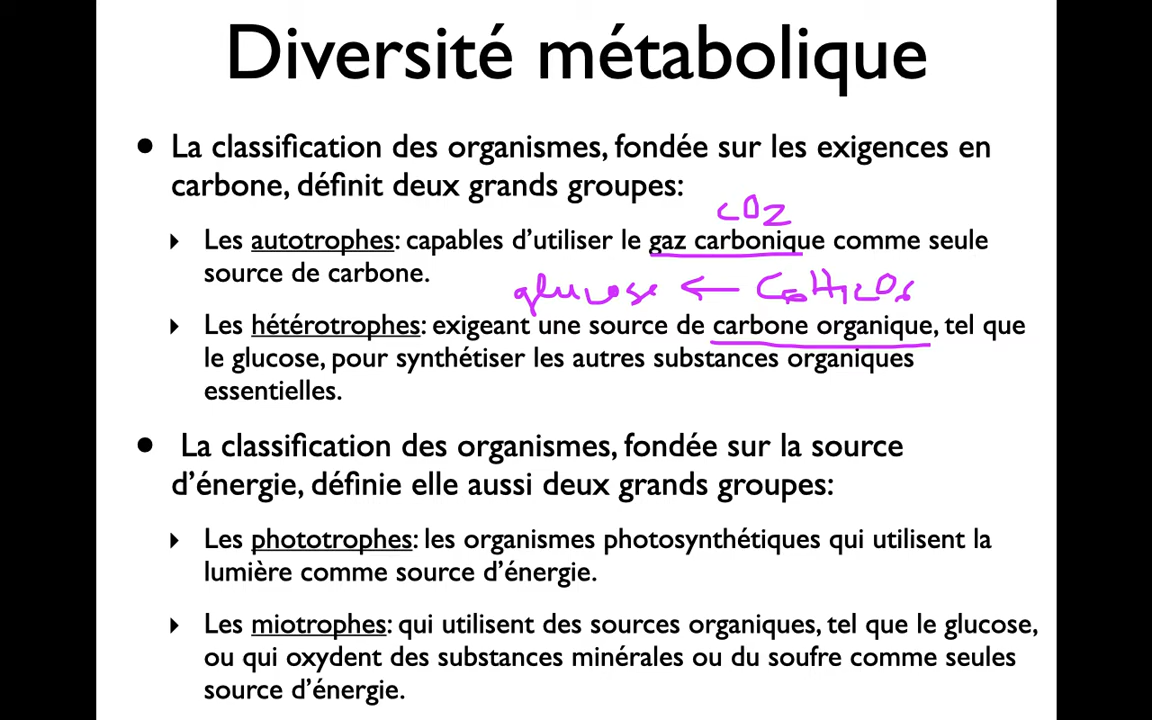 Diversité métabolique
• La classification des organismes, fondée sur les exigences en
carbone, définit deux grands groupes:
CO2
‣ Les autotrophes: capables d’utiliser le gaz carbonique comme seule
source de carbone.
glucose ← C6H12O6
‣ Les hétérotrophes: exigeant une source de carbone organique, tel que
le glucose, pour synthétiser les autres substances organiques
essentielles.
• La classification des organismes, fondée sur la source
d’énergie, définie elle aussi deux grands groupes:
‣ Les phototrophes: les organismes photosynthétiques qui utilisent la
lumière comme source d’énergie.
‣ Les miotrophes: qui utilisent des sources organiques, tel que le glucose,
ou qui oxydent des substances minérales ou du soufre comme seules
source d’énergie.